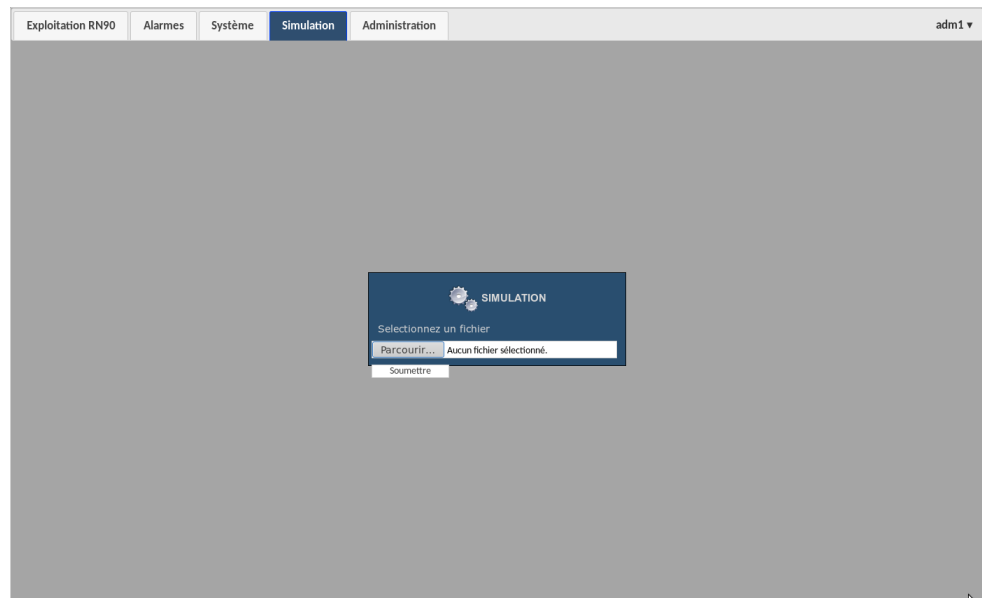 Exploitation RN90 Alarmes Système Simulation Administration adm1 ▾
SIMULATION
Selectionnez un fichier
Parcourir... Aucun fichier sélectionné.
Soumettre